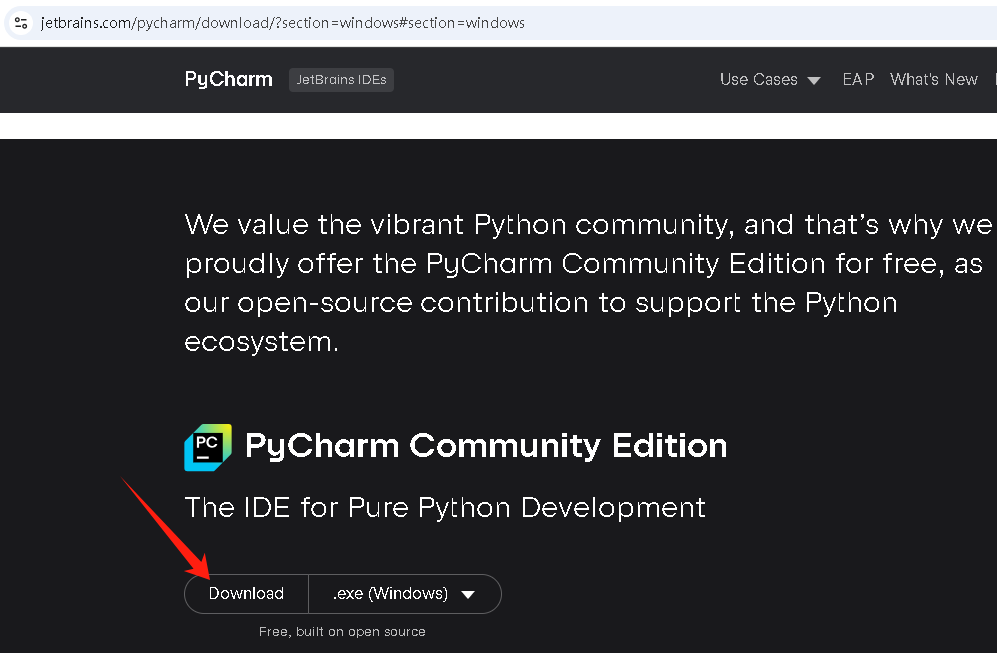 jetbrains.com/pycharm/download/?section=windows#section=windows
PyCharm JetBrains IDEs Use Cases EAP What's New
We value the vibrant Python community, and that's why we
proudly offer the PyCharm Community Edition for free, as
our open-source contribution to support the Python
ecosystem.
PC PyCharm Community Edition
The IDE for Pure Python Development
Download .exe (Windows)
Free, built on open source